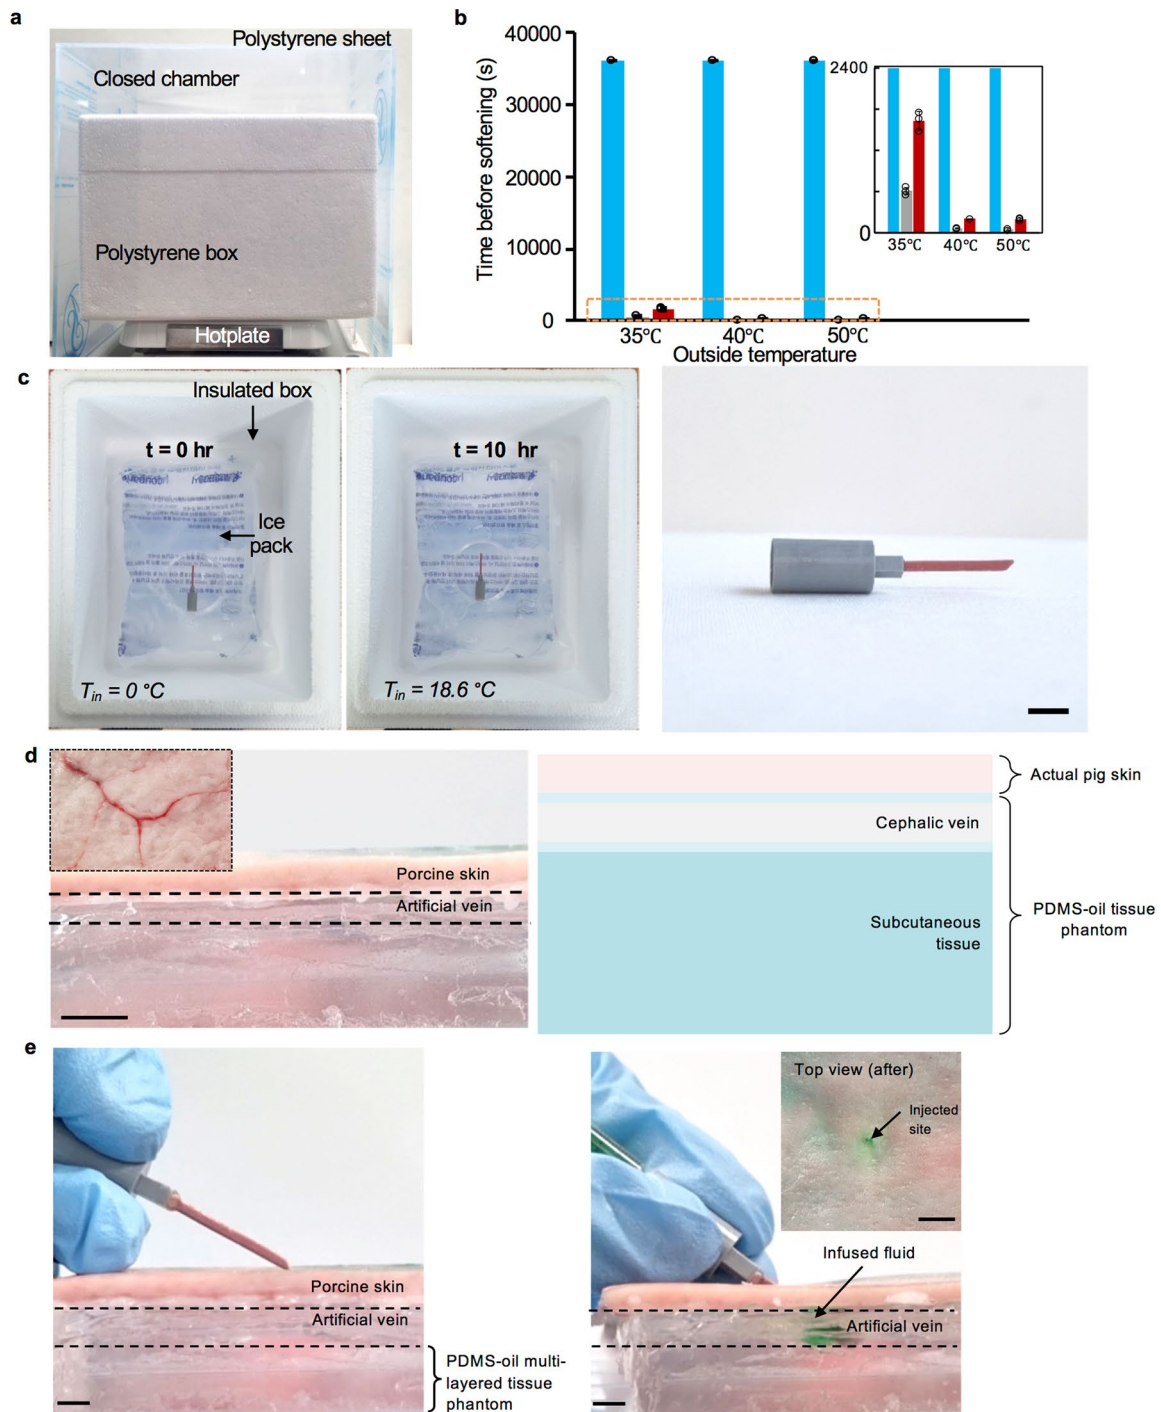 a
Polystyrene sheet
Closed chamber
Polystyrene box
Hotplate
b
Time before softening (s)
40000
30000
20000
10000
0
35℃
40℃
50℃
Outside temperature
2400
0
35℃
40℃
50℃
c
Insulated box
t = 0 hr
Ice
pack
T_in = 0 °C
t = 10 hr
T_in = 18.6 °C
d
Porcine skin
Artificial vein
Actual pig skin
Cephalic vein
Subcutaneous
tissue
PDMS-oil tissue
phantom
e
Porcine skin
Artificial vein
PDMS-oil multi-
layered tissue
phantom
Top view (after)
Injected
site
Infused fluid
Artificial vein